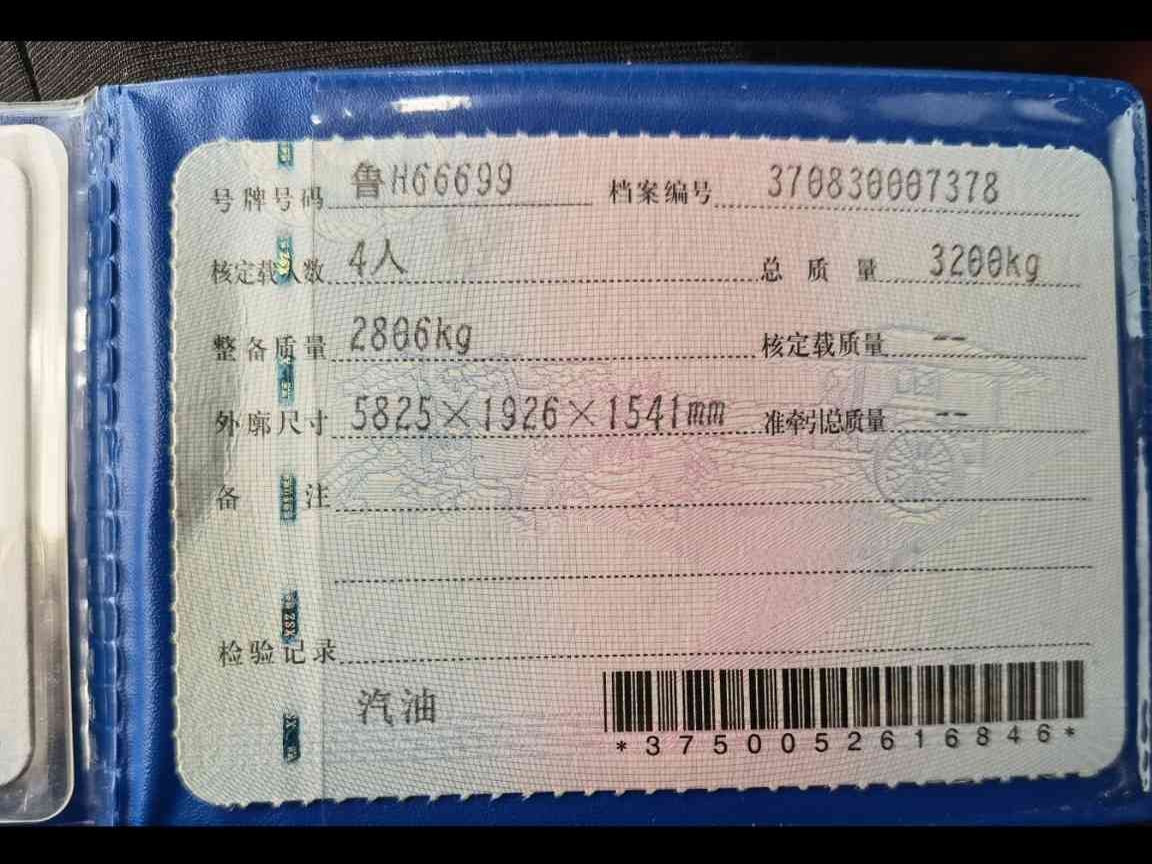 号牌号码 鲁H66699 档案编号 370830007378
核定载人数 4人 总质量 3200kg
整备质量 2806kg 核定载质量 --
外廓尺寸 5825×1926×1541mm 准牵引总质量 --
备注
检验记录
汽油
*3750052616846*